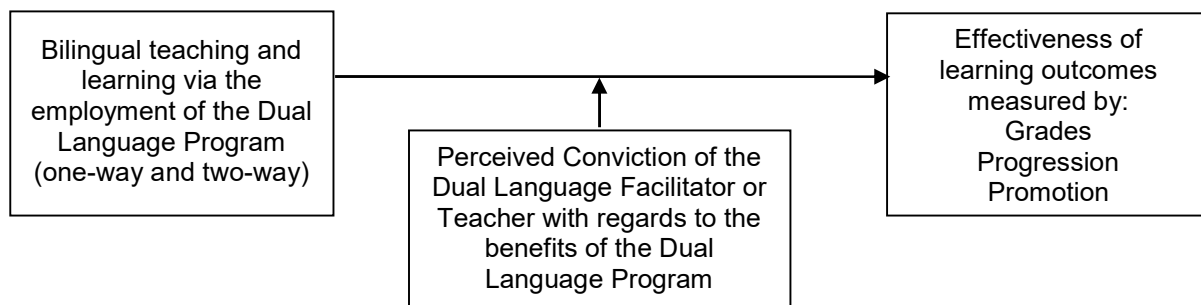 Bilingual teaching and
learning via the
employment of the Dual
Language Program
(one-way and two-way)
Perceived Conviction of the
Dual Language Facilitator or
Teacher with regards to the
benefits of the Dual
Language Program
Effectiveness of
learning outcomes
measured by:
Grades
Progression
Promotion